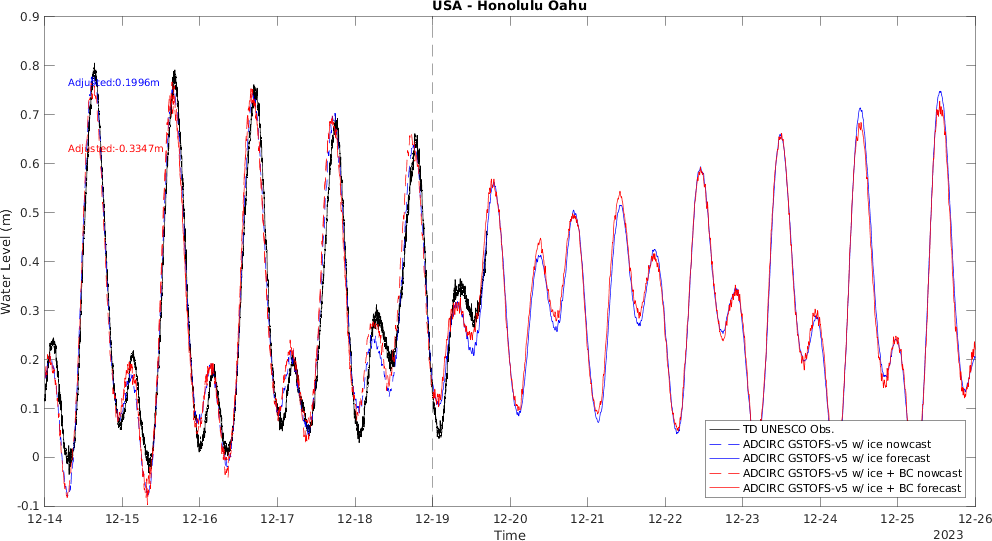 USA - Honolulu Oahu
0.9
0.8
0.7
0.6
0.5
0.4
0.3
0.2
0.1
0
-0.1
Water Level (m)
Adjusted:0.1996m
Adjusted:-0.3347m
TD UNESCO Obs.
ADCIRC GSTOFS-v5 w/ ice nowcast
ADCIRC GSTOFS-v5 w/ ice forecast
ADCIRC GSTOFS-v5 w/ ice + BC nowcast
ADCIRC GSTOFS-v5 w/ ice + BC forecast
12-14 12-15 12-16 12-17 12-18 12-19 12-20 12-21 12-22 12-23 12-24 12-25 12-26
Time
2023